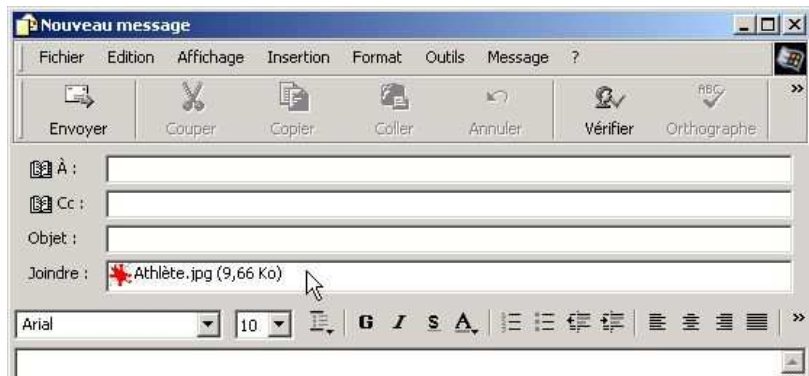 Nouveau message
Fichier Edition Affichage Insertion Format Outils Message ?
ABC
Envoyer Couper Copier Coller Annuler Vérifier Orthographe
À :
Cc :
Objet :
Joindre : Athlète.jpg (9,66 Ko)
Arial 10 G I S A